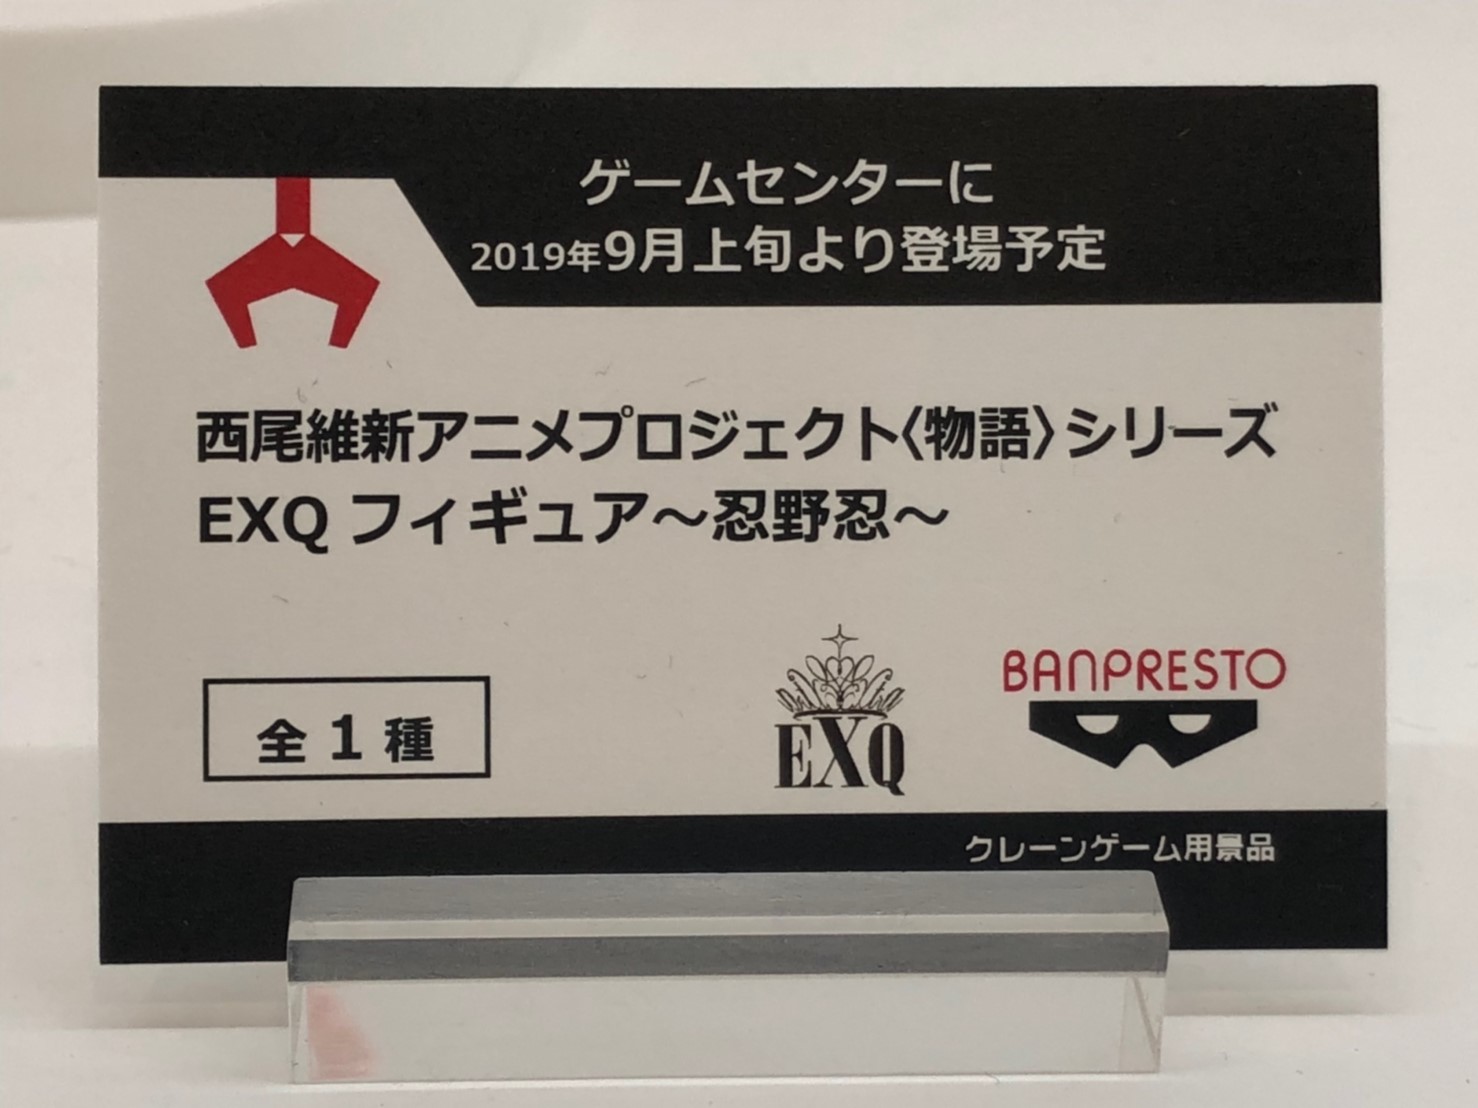 ゲームセンターに
2019年9月上旬より登場予定
西尾維新アニメプロジェクト〈物語〉シリーズ
EXQ フィギュア～忍野忍～
全1種
EXQ
BANPRESTO
クレーンゲーム用景品